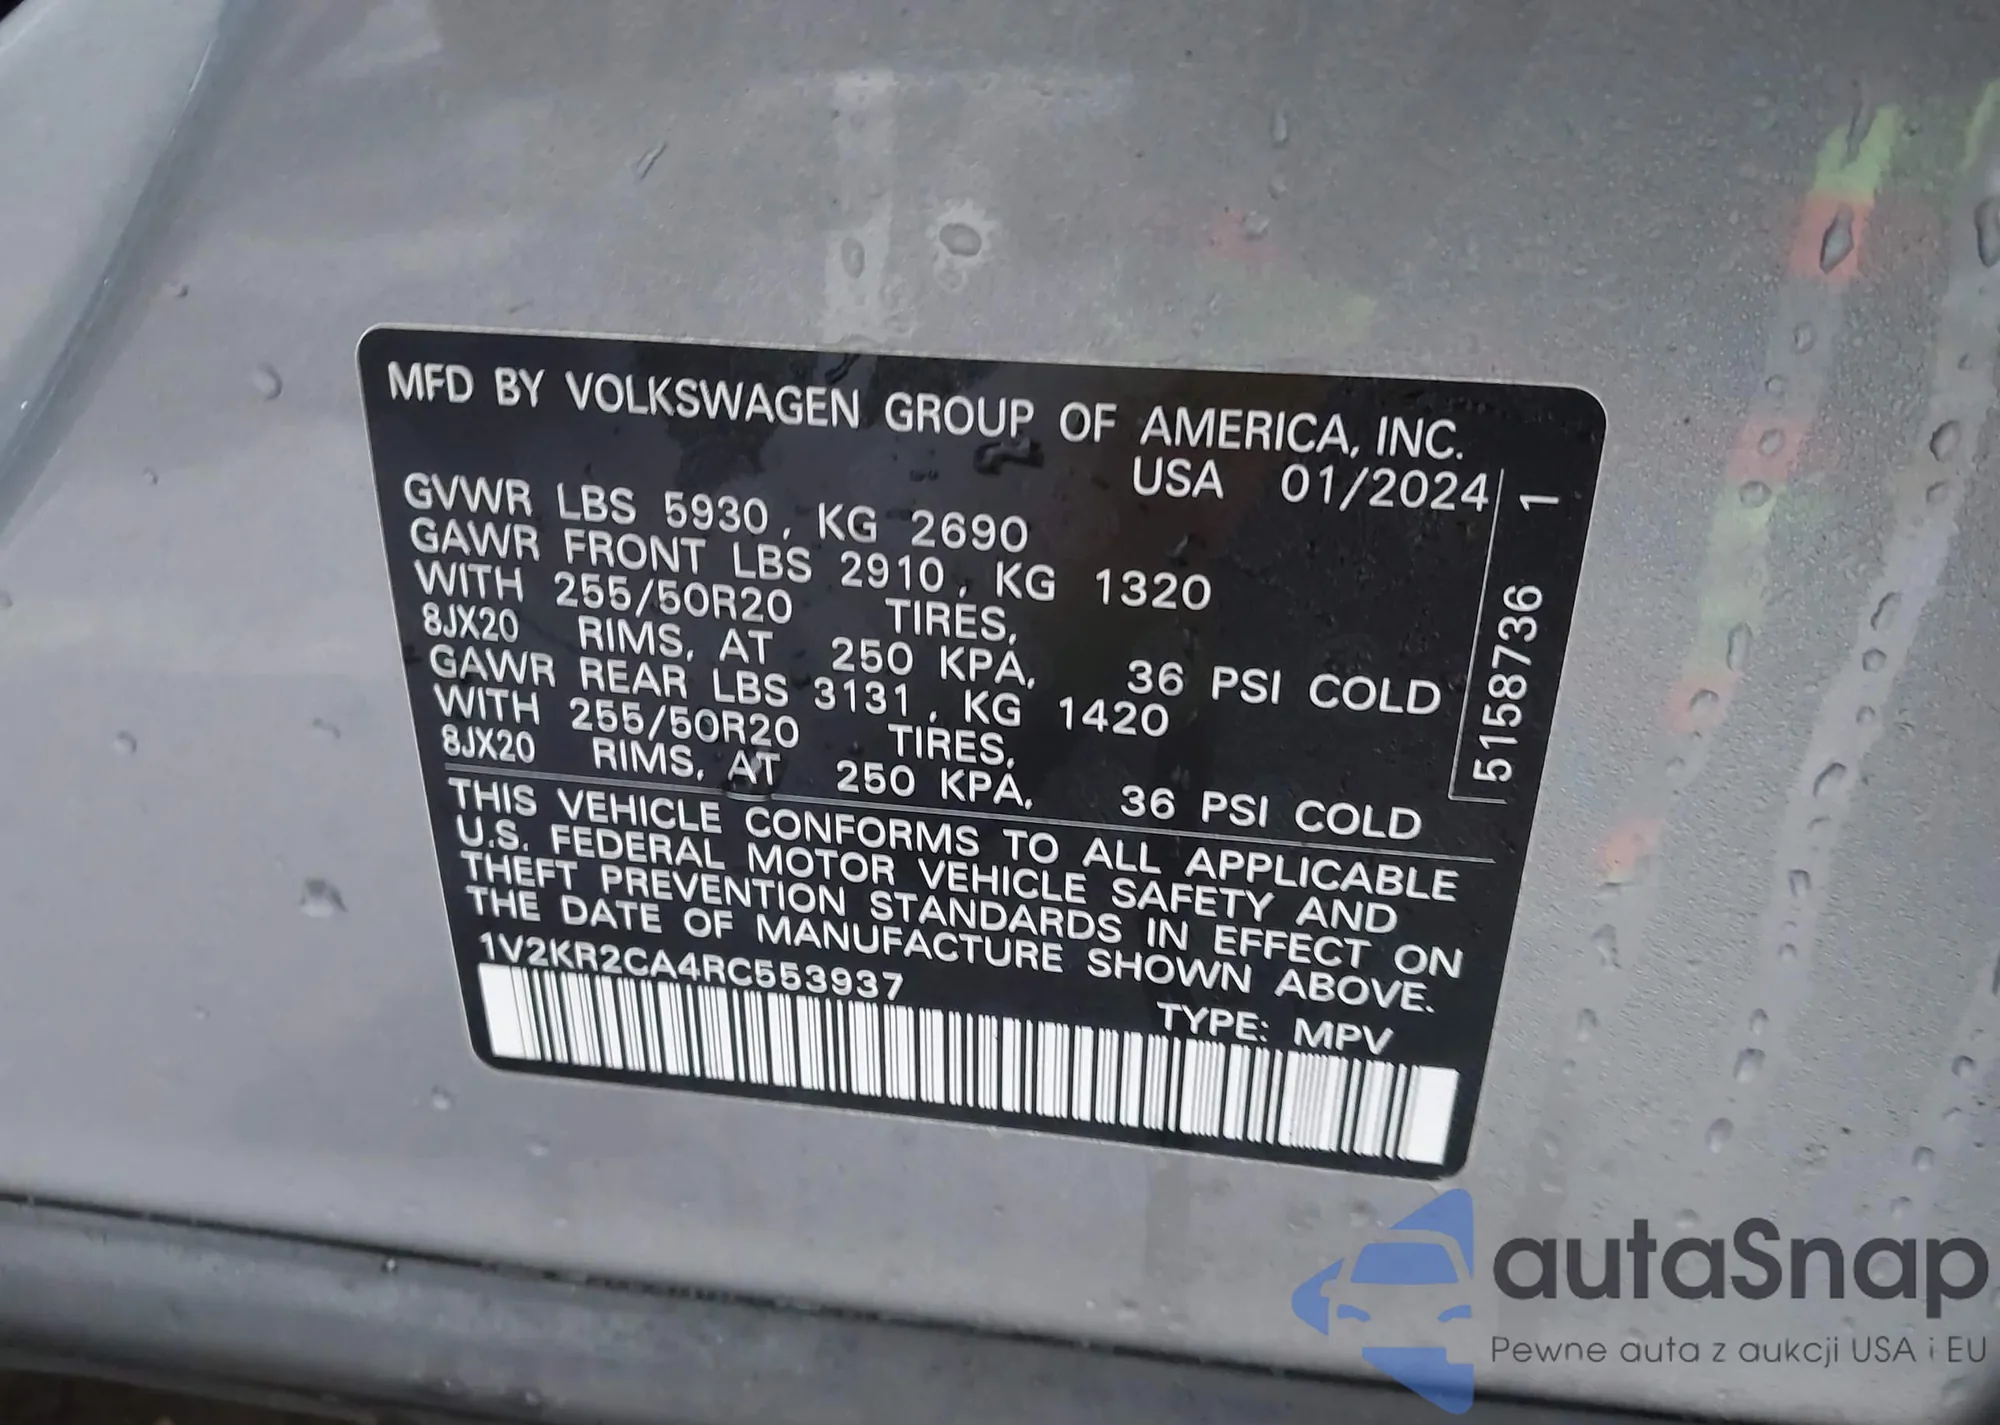 MFD BY VOLKSWAGEN GROUP OF AMERICA, INC.
USA 01/2024
GVWR LBS 5930, KG 2690
GAWR FRONT LBS 2910, KG 1320
WITH 255/50R20 TIRES,
8JX20 RIMS, AT 250 KPA, 36 PSI COLD
GAWR REAR LBS 3131, KG 1420
WITH 255/50R20 TIRES,
8JX20 RIMS, AT 250 KPA, 36 PSI COLD
5158736 1
THIS VEHICLE CONFORMS TO ALL APPLICABLE
U.S. FEDERAL MOTOR VEHICLE SAFETY AND
THEFT PREVENTION STANDARDS IN EFFECT ON
THE DATE OF MANUFACTURE SHOWN ABOVE.
1V2KR2CA4RC553937
TYPE: MPV
autaSnap
Pewne auta z aukcji USA i EU